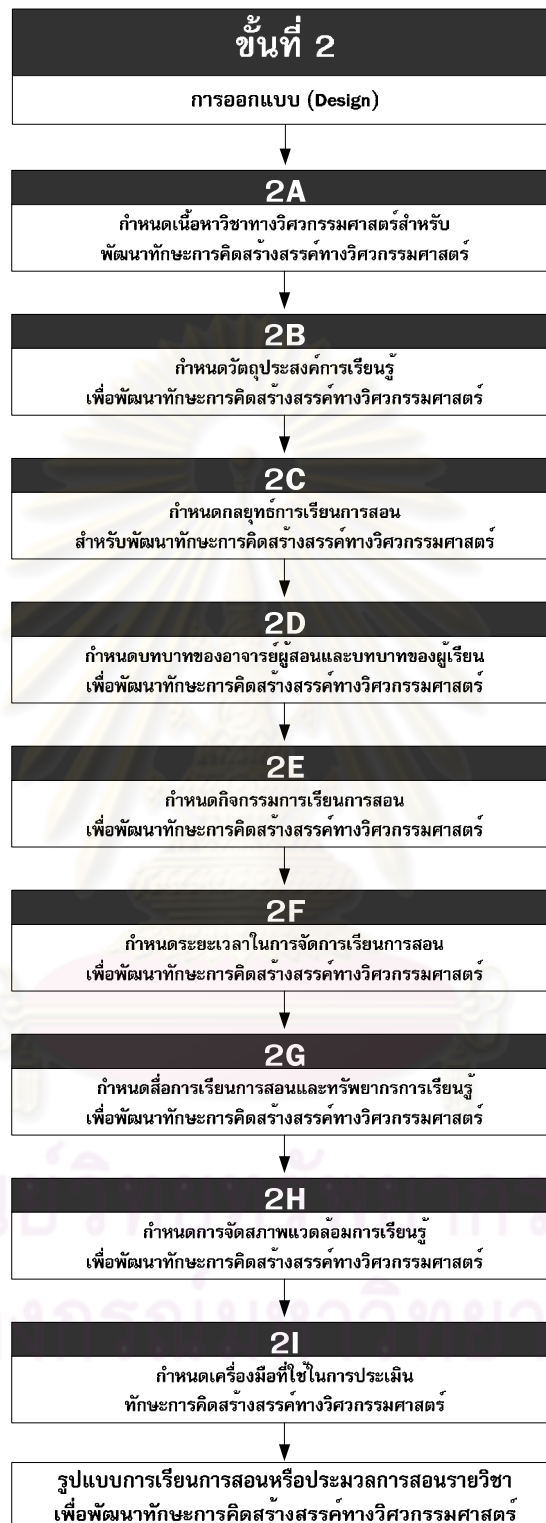 ขั้นที่ 2
การออกแบบ (Design)
2A
กำหนดเนื้อหาวิชาทางวิศวกรรมศาสตร์สำหรับ
พัฒนาทักษะการคิดสร้างสรรค์ทางวิศวกรรมศาสตร์
2B
กำหนดวัตถุประสงค์การเรียนรู้
เพื่อพัฒนาทักษะการคิดสร้างสรรค์ทางวิศวกรรมศาสตร์
2C
กำหนดกลยุทธ์การเรียนการสอน
สำหรับพัฒนาทักษะการคิดสร้างสรรค์ทางวิศวกรรมศาสตร์
2D
กำหนดบทบาทของอาจารย์ผู้สอนและบทบาทของผู้เรียน
เพื่อพัฒนาทักษะการคิดสร้างสรรค์ทางวิศวกรรมศาสตร์
2E
กำหนดกิจกรรมการเรียนการสอน
เพื่อพัฒนาทักษะการคิดสร้างสรรค์ทางวิศวกรรมศาสตร์
2F
กำหนดระยะเวลาในการจัดการเรียนการสอน
เพื่อพัฒนาทักษะการคิดสร้างสรรค์ทางวิศวกรรมศาสตร์
2G
กำหนดสื่อการเรียนการสอนและทรัพยากรการเรียนรู้
เพื่อพัฒนาทักษะการคิดสร้างสรรค์ทางวิศวกรรมศาสตร์
2H
กำหนดการจัดสภาพแวดล้อมการเรียนรู้
เพื่อพัฒนาทักษะการคิดสร้างสรรค์ทางวิศวกรรมศาสตร์
2I
กำหนดเครื่องมือที่ใช้ในการประเมิน
ทักษะการคิดสร้างสรรค์ทางวิศวกรรมศาสตร์
รูปแบบการเรียนการสอนหรือประมวลการสอนรายวิชา
เพื่อพัฒนาทักษะการคิดสร้างสรรค์ทางวิศวกรรมศาสตร์